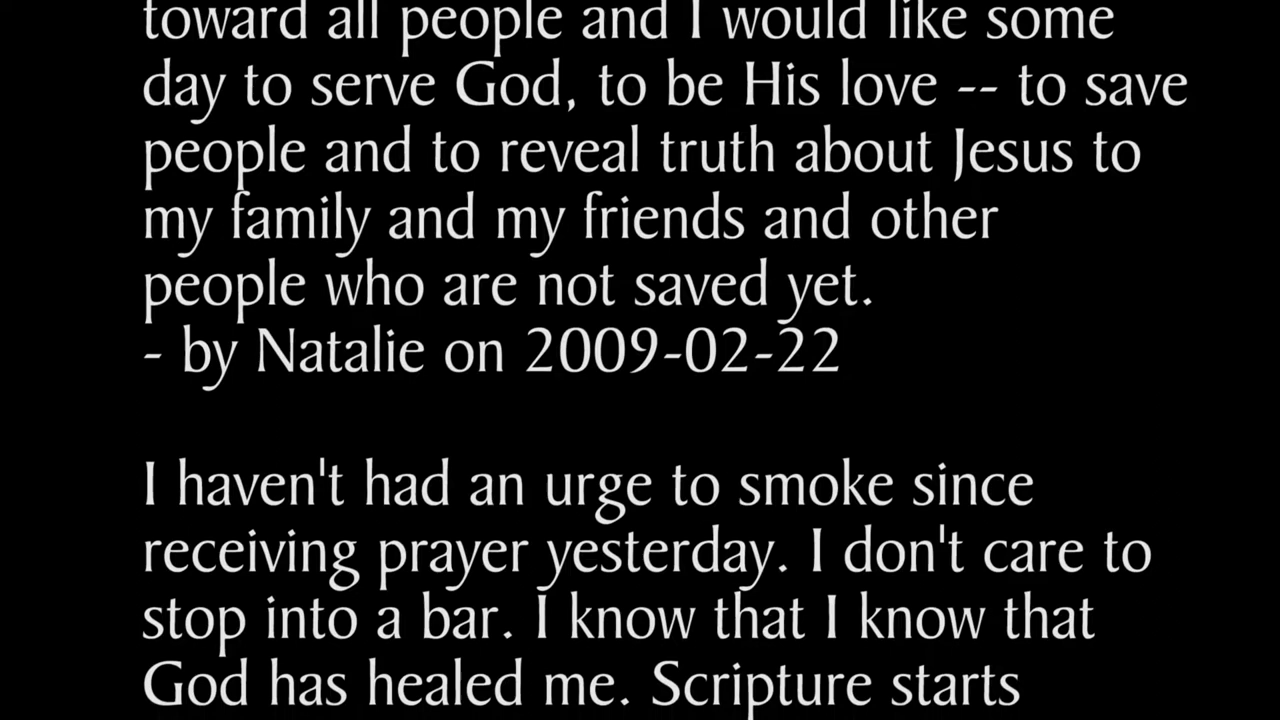 toward all people and I would like some
day to serve God, to be His love -- to save
people and to reveal truth about Jesus to
my family and my friends and other
people who are not saved yet.
- by Natalie on 2009-02-22
I haven't had an urge to smoke since
receiving prayer yesterday. I don't care to
stop into a bar. I know that I know that
God has healed me. Scripture starts